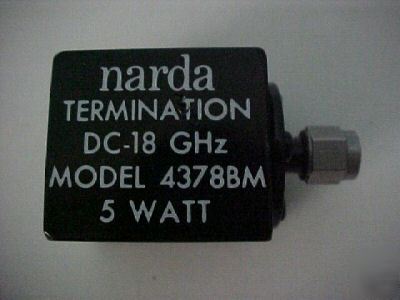 narda
TERMINATION
DC-18 GHz
MODEL 4378BM
5 WATT